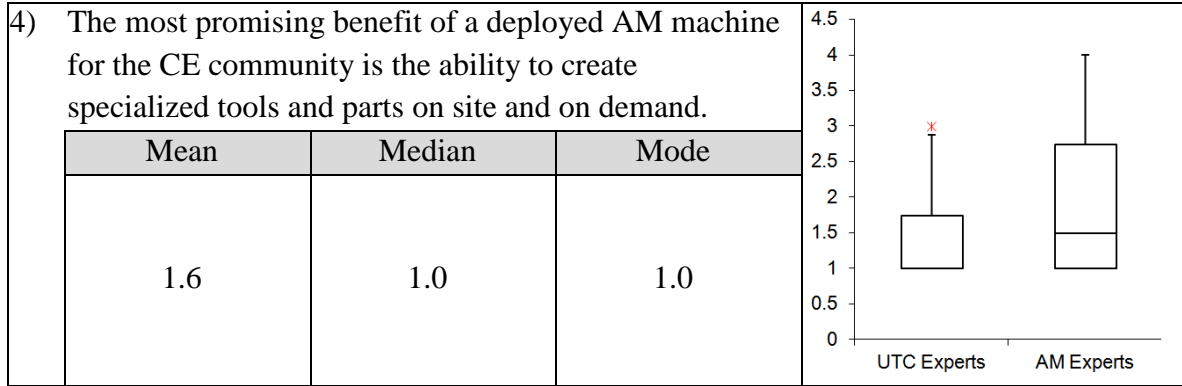 4) The most promising benefit of a deployed AM machine
for the CE community is the ability to create
specialized tools and parts on site and on demand.
Mean Median Mode
1.6 1.0 1.0
4.5
4
3.5
3
2.5
2
1.5
1
0.5
0
UTC Experts AM Experts